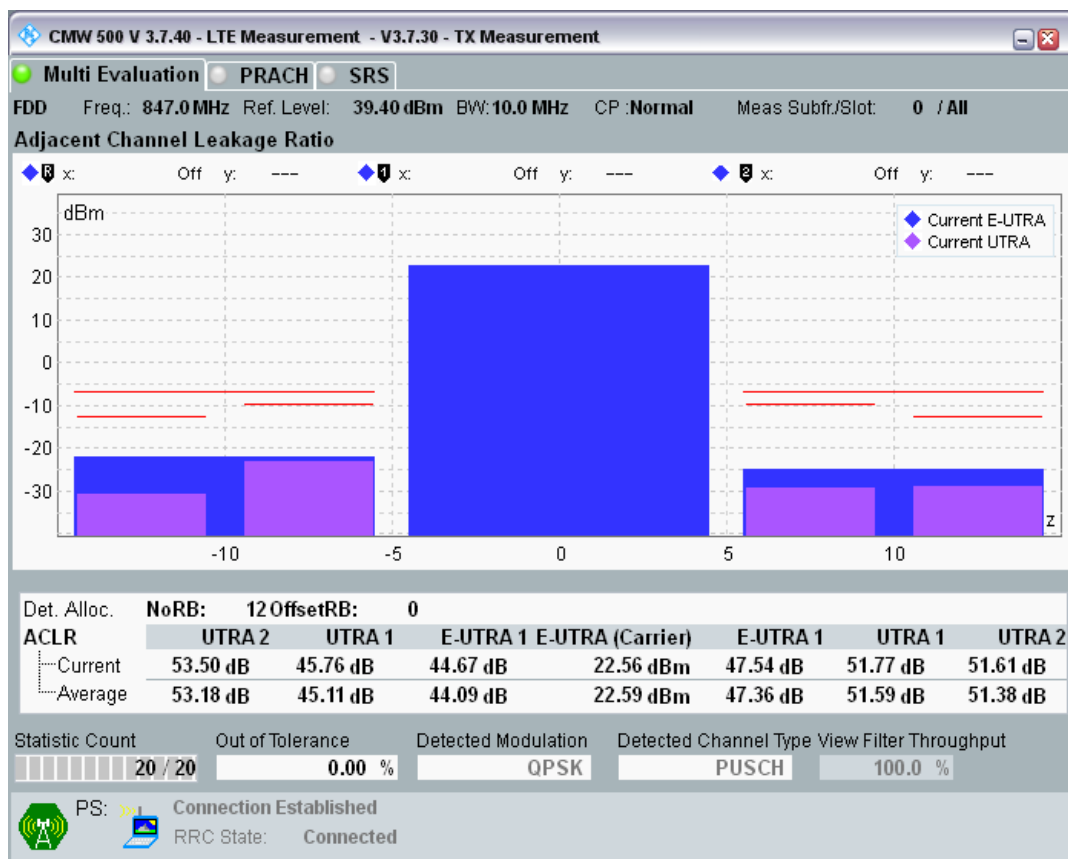 CMW 500 V 3.7.40 - LTE Measurement - V3.7.30 - TX Measurement
Multi Evaluation PRACH SRS
FDD Freq.: 847.0 MHz Ref. Level: 39.40 dBm BW: 10.0 MHz CP :Normal Meas Subfr./Slot: 0 / All
Adjacent Channel Leakage Ratio
R x: Off y: --- 1 x: Off y: --- 2 x: Off y: ---
dBm
Current E-UTRA
Current UTRA
30
20
10
0
-10
-20
-30
z
-10 -5 0 5 10
Det. Alloc. NoRB: 12 OffsetRB: 0
ACLR UTRA 2 UTRA 1 E-UTRA 1 E-UTRA (Carrier) E-UTRA 1 UTRA 1 UTRA 2
Current 53.50 dB 45.76 dB 44.67 dB 22.56 dBm 47.54 dB 51.77 dB 51.61 dB
Average 53.18 dB 45.11 dB 44.09 dB 22.59 dBm 47.36 dB 51.59 dB 51.38 dB
Statistic Count Out of Tolerance Detected Modulation Detected Channel Type View Filter Throughput
20 / 20 0.00 % QPSK PUSCH 100.0 %
PS: Connection Established
RRC State: Connected